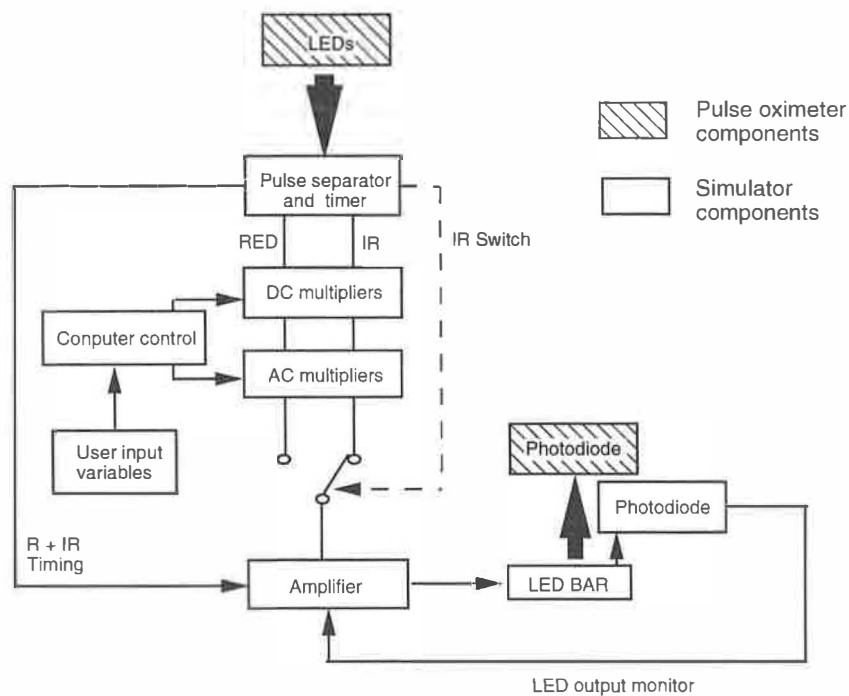 LEDs
Pulse oximeter
components
Simulator
components
Pulse separator
and timer
RED
IR
IR Switch
DC multipliers
Conputer control
AC multipliers
User input
variables
Photodiode
Photodiode
R + IR
Timing
Amplifier
LED BAR
LED output monitor